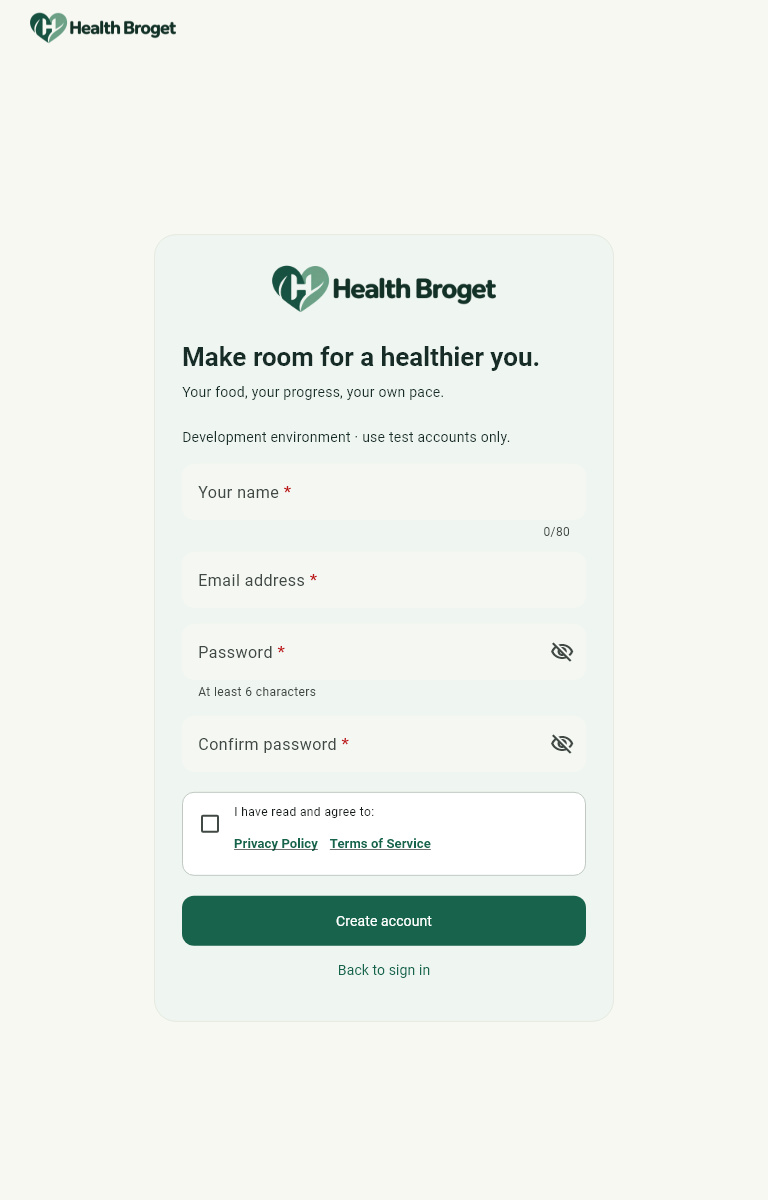 Health Broget
Health Broget
Make room for a healthier you.
Your food, your progress, your own pace.
Development environment · use test accounts only.
Your name *
0/80
Email address *
Password *
At least 6 characters
Confirm password *
I have read and agree to:
Privacy Policy Terms of Service
Create account
Back to sign in